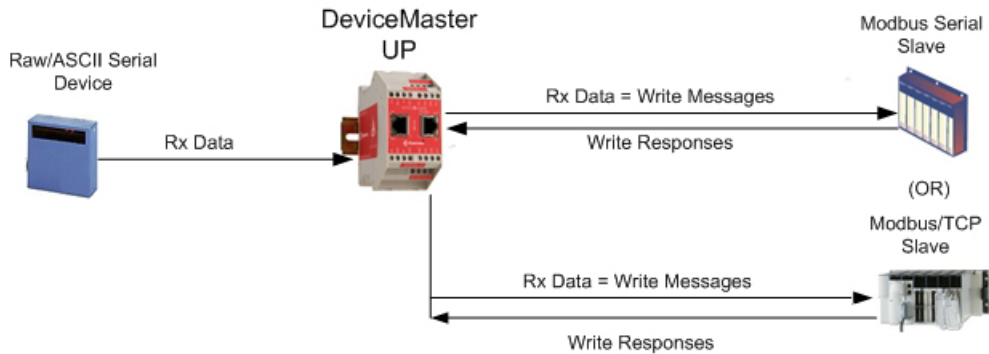 DeviceMaster
UP
Raw/ASCII Serial
Device
Rx Data
Modbus Serial
Slave
Rx Data = Write Messages
Write Responses
(OR)
Modbus/TCP
Slave
Rx Data = Write Messages
Write Responses